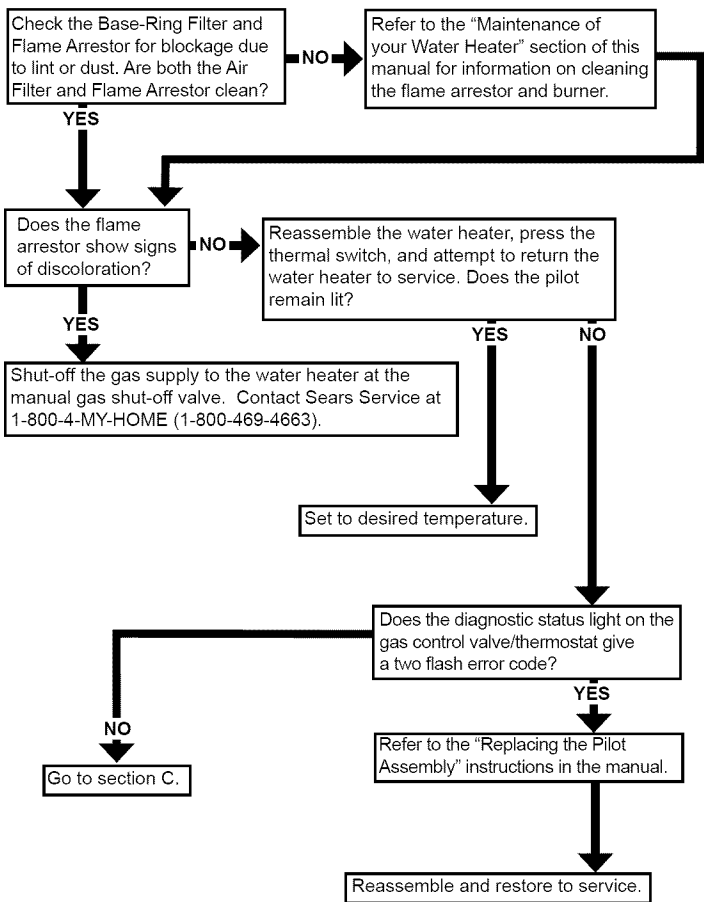 Check the Base-Ring Filter and
Flame Arrestor for blockage due
to lint or dust. Are both the Air
Filter and Flame Arrestor clean?
NO
Refer to the “Maintenance of
your Water Heater” section of this
manual for information on cleaning
the flame arrestor and burner.
YES
Does the flame
arrestor show signs
of discoloration?
NO
Reassemble the water heater, press the
thermal switch, and attempt to return the
water heater to service. Does the pilot
remain lit?
YES
YES
NO
Shut-off the gas supply to the water heater at the
manual gas shut-off valve. Contact Sears Service at
1-800-4-MY-HOME (1-800-469-4663).
Set to desired temperature.
Does the diagnostic status light on the
gas control valve/thermostat give
a two flash error code?
YES
NO
Refer to the “Replacing the Pilot
Assembly” instructions in the manual.
Go to section C.
Reassemble and restore to service.